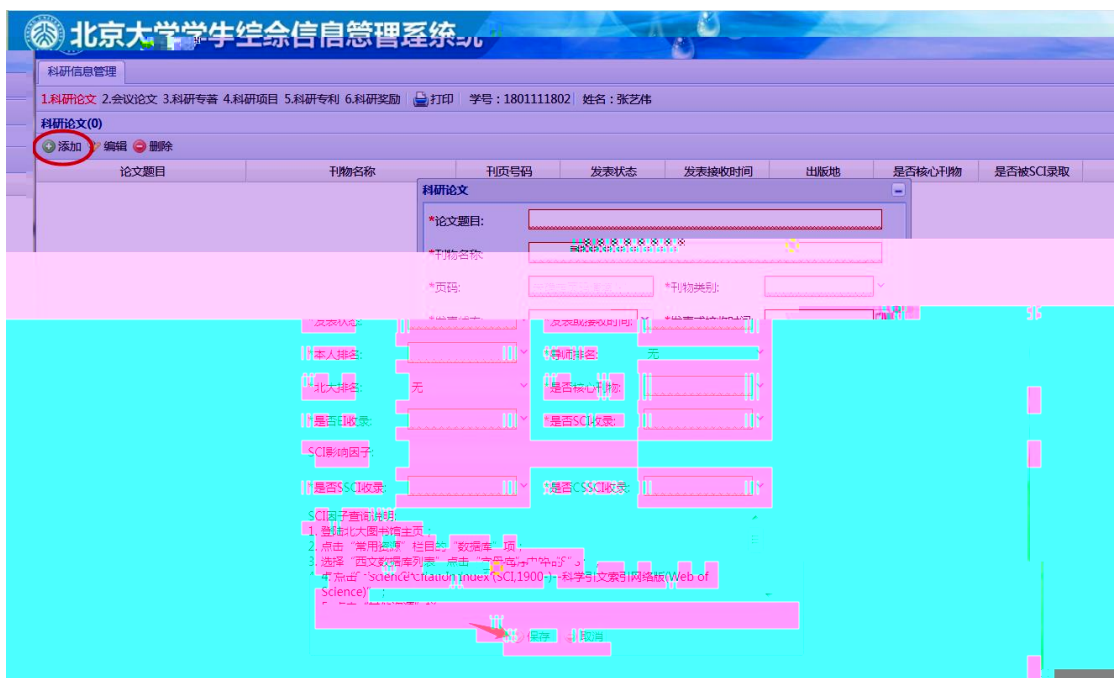 北京大学学生综合信息管理系统
科研信息管理
1.科研论文 2.会议论文 3.科研专著 4.科研项目 5.科研专利 6.科研奖励 打印 学号：1801111802 姓名：张艺伟
科研论文(0)
添加 编辑 删除
论文题目 刊物名称 刊页号码 发表状态 发表接收时间 出版地 是否核心刊物 是否被SCI录取
科研论文
*论文题目:
*刊物名称:
*页码: *刊物类别:
*发表状态: *发表或接收时间:
*本人排名: *导师排名: 无
*北大排名: 无 *是否核心刊物:
*是否EI收录: *是否SCI收录:
SCI影响因子:
*是否SSCI收录: *是否CSSCI收录:
SCI因子查询说明:
1. 登陆北大图书馆主页；
2. 点击“常用资源”栏目的“数据库”项；
3. 选择“西文数据库列表”点击
4. 点击“Science Citation Index (SCI,1900-)--科学引文索引网络版(Web of
Science)”；
保存 取消